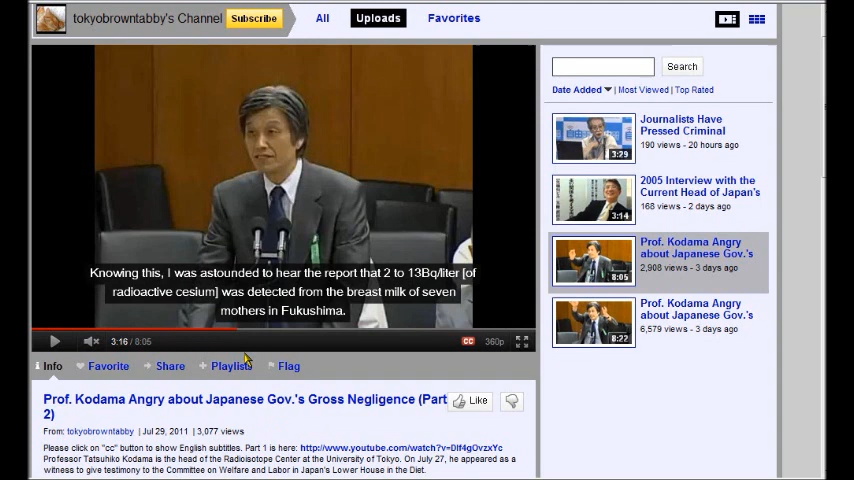 tokyobrowntabby's Channel
Subscribe
All
Uploads
Favorites
Knowing this, I was astounded to hear the report that 2 to 13Bq/liter [of
radioactive cesium] was detected from the breast milk of seven
mothers in Fukushima.
3:16 / 8:05
CC
360p
Info
Favorite
Share
Playlists
Flag
Prof. Kodama Angry about Japanese Gov.'s Gross Negligence (Part
2)
Like
From: tokyobrowntabby | Jul 29, 2011 | 3,077 views
Please click on "cc" button to show English subtitles. Part 1 is here: http://www.youtube.com/watch?v=Dlf4gOvzxYc
Professor Tatsuhiko Kodama is the head of the Radioisotope Center at the University of Tokyo. On July 27, he appeared as a
witness to give testimony to the Committee on Welfare and Labor in Japan's Lower House in the Diet.
Search
Date Added | Most Viewed | Top Rated
3:29
Journalists Have
Pressed Criminal
190 views - 20 hours ago
3:14
2005 Interview with the
Current Head of Japan's
168 views - 2 days ago
8:05
Prof. Kodama Angry
about Japanese Gov.'s
2,908 views - 3 days ago
8:22
Prof. Kodama Angry
about Japanese Gov.'s
6,579 views - 3 days ago